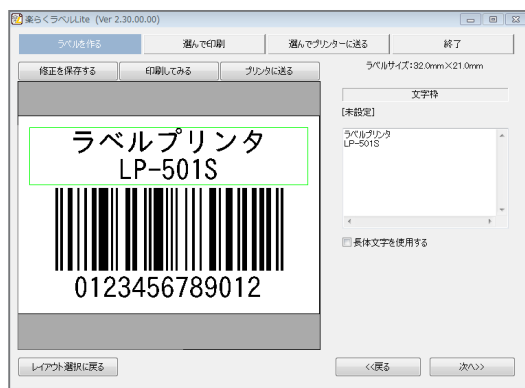 楽らくラベルLite (Ver 2.30.00.00)
ラベルを作る 選んで印刷 選んでプリンターに送る 終了
修正を保存する 印刷してみる プリンタに送る ラベルサイズ:32.0mm×21.0mm
文字枠
[未設定]
ラベルプリンタ
LP-501S
ラベルプリンタ
LP-501S
長体文字を使用する
0123456789012
レイアウト選択に戻る <<戻る 次へ>>